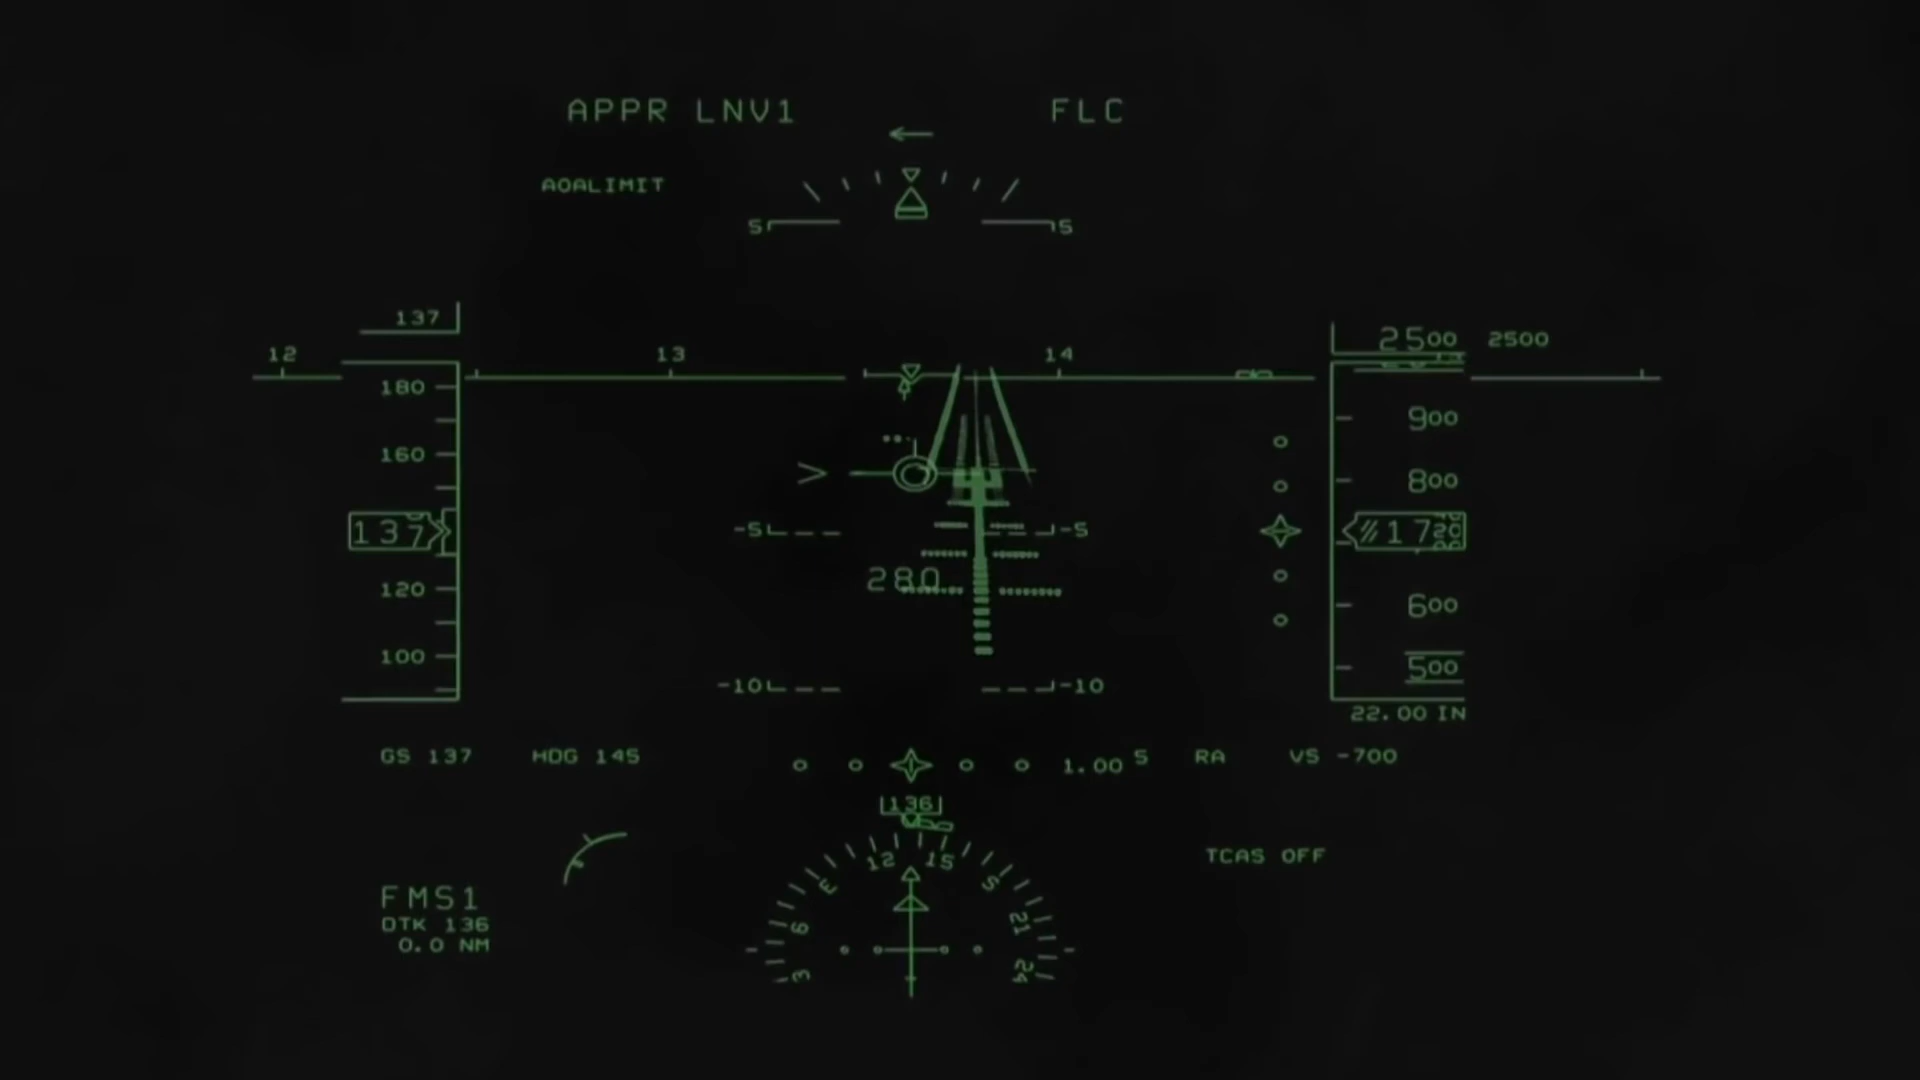 APPR LNV1 FLC
AOALIMIT
5 5
137
2500 2500
12 13 14
180
900
160
800
137
1720
-5 -5
280
120
600
100
500
-10 -10
22.00 IN
GS 137 HDG 145 1.00 5 RA VS -700
136
12 15
TCAS OFF
E S
FMS1
6 21
DTK 136
0.0 NM
3 24